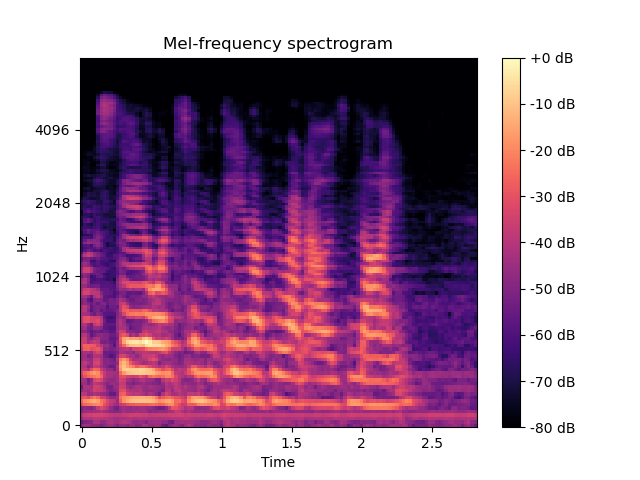 Mel-frequency spectrogram
Hz
4096
2048
1024
512
0
0
0.5
1
1.5
2
2.5
Time
+0 dB
-10 dB
-20 dB
-30 dB
-40 dB
-50 dB
-60 dB
-70 dB
-80 dB